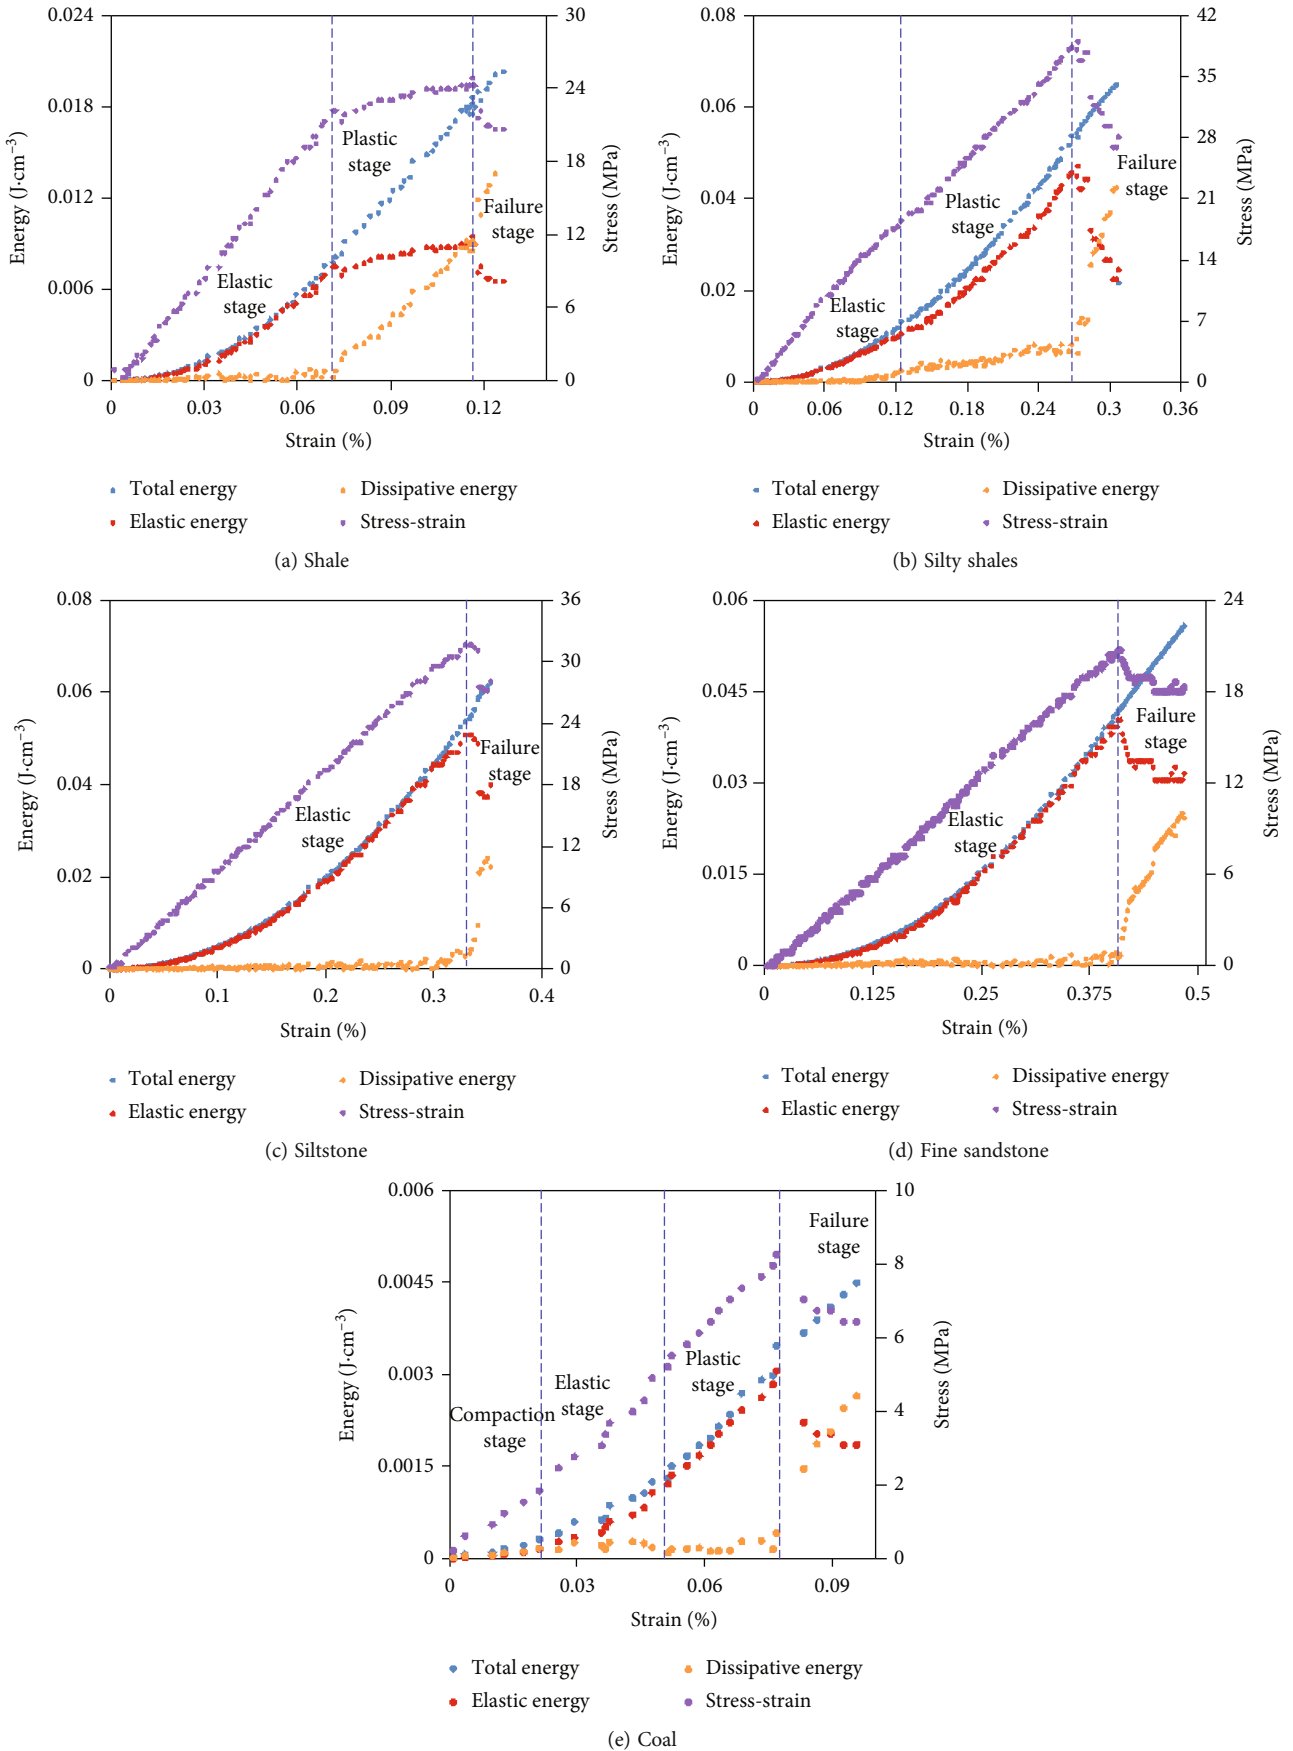 0.024
0.018
0.012
0.006
0
Energy (J·cm⁻³)
30
24
18
12
6
0
Stress (MPa)
Plastic
stage
Failure
stage
Elastic
stage
0 0.03 0.06 0.09 0.12
Strain (%)
Total energy Dissipative energy
Elastic energy Stress-strain
(a) Shale
0.08
0.06
0.04
0.02
0
Energy (J·cm⁻³)
42
35
28
21
14
7
0
Stress (MPa)
Failure
stage
Plastic
stage
Elastic
stage
0 0.06 0.12 0.18 0.24 0.3 0.36
Strain (%)
Total energy Dissipative energy
Elastic energy Stress-strain
(b) Silty shales
0.08
0.06
0.04
0.02
0
Energy (J·cm⁻³)
36
30
24
18
12
6
0
Stress (MPa)
Failure
stage
Elastic
stage
0 0.1 0.2 0.3 0.4
Strain (%)
Total energy Dissipative energy
Elastic energy Stress-strain
(c) Siltstone
0.06
0.045
0.03
0.015
0
Energy (J·cm⁻³)
24
18
12
6
0
Stress (MPa)
Failure
stage
Elastic
stage
0 0.125 0.25 0.375 0.5
Strain (%)
Total energy Dissipative energy
Elastic energy Stress-strain
(d) Fine sandstone
0.006
0.0045
0.003
0.0015
0
Energy (J·cm⁻³)
10
8
6
4
2
0
Stress (MPa)
Failure
stage
Plastic
stage
Elastic
stage
Compaction
stage
0 0.03 0.06 0.09
Strain (%)
Total energy Dissipative energy
Elastic energy Stress-strain
(e) Coal